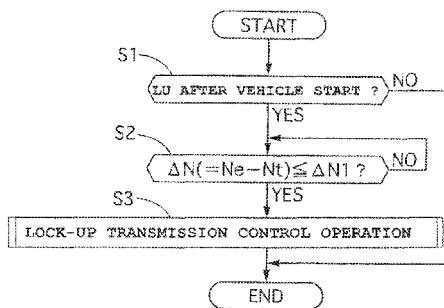 START
S1
LU AFTER VEHICLE START ?
NO
YES
S2
ΔN(=Ne-Nt)≦ΔN1?
NO
YES
S3
LOCK-UP TRANSMISSION CONTROL OPERATION
END